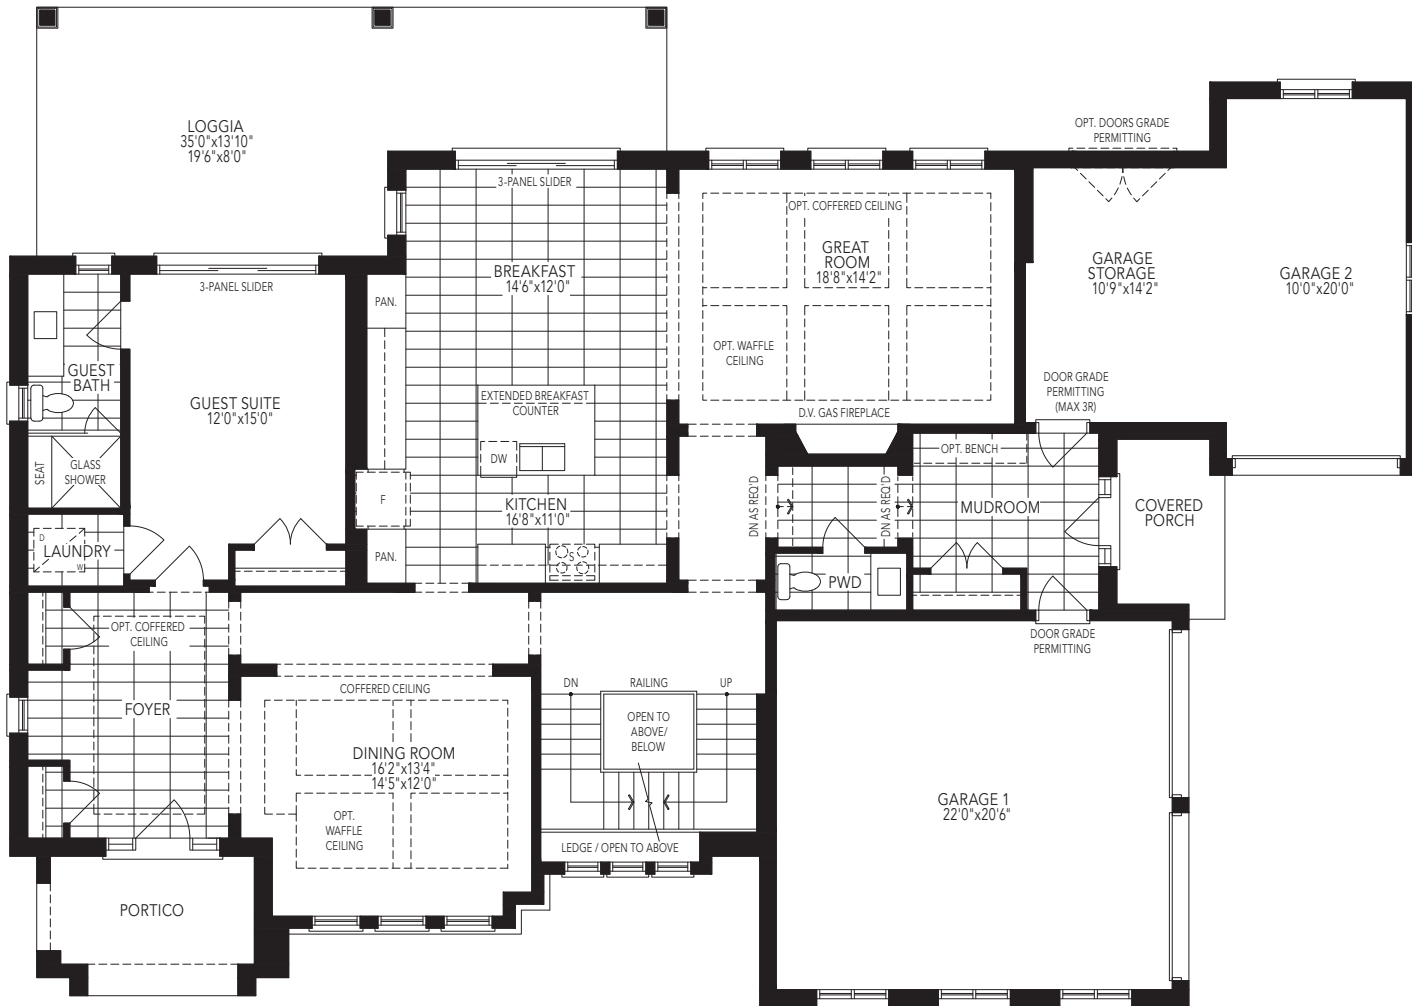 LOGGIA
35'0"x13'10"
19'6"x8'0"
OPT. DOORS GRADE
PERMITTING
3-PANEL SLIDER
OPT. COFFERED CEILING
GREAT
ROOM
18'8"x14'2"
GARAGE
STORAGE
10'9"x14'2"
GARAGE 2
10'0"x20'0"
BREAKFAST
14'6"x12'0"
3-PANEL SLIDER
PAN.
OPT. WAFFLE
CEILING
GUEST
BATH
GUEST SUITE
12'0"x15'0"
EXTENDED BREAKFAST
COUNTER
D.V. GAS FIREPLACE
DOOR GRADE
PERMITTING
(MAX 3R)
SEAT
GLASS
SHOWER
DW
F
OPT. BENCH
KITCHEN
16'8"x11'0"
DN AS REQ'D
DN AS REQ'D
MUDROOM
COVERED
PORCH
D
LAUNDRY
W
PAN.
S
PWD
OPT. COFFERED
CEILING
DOOR GRADE
PERMITTING
FOYER
COFFERED CEILING
DN
RAILING
UP
OPEN TO
ABOVE/
BELOW
DINING ROOM
16'2"x13'4"
14'5"x12'0"
OPT.
WAFFLE
CEILING
LEDGE / OPEN TO ABOVE
GARAGE 1
22'0"x20'6"
PORTICO